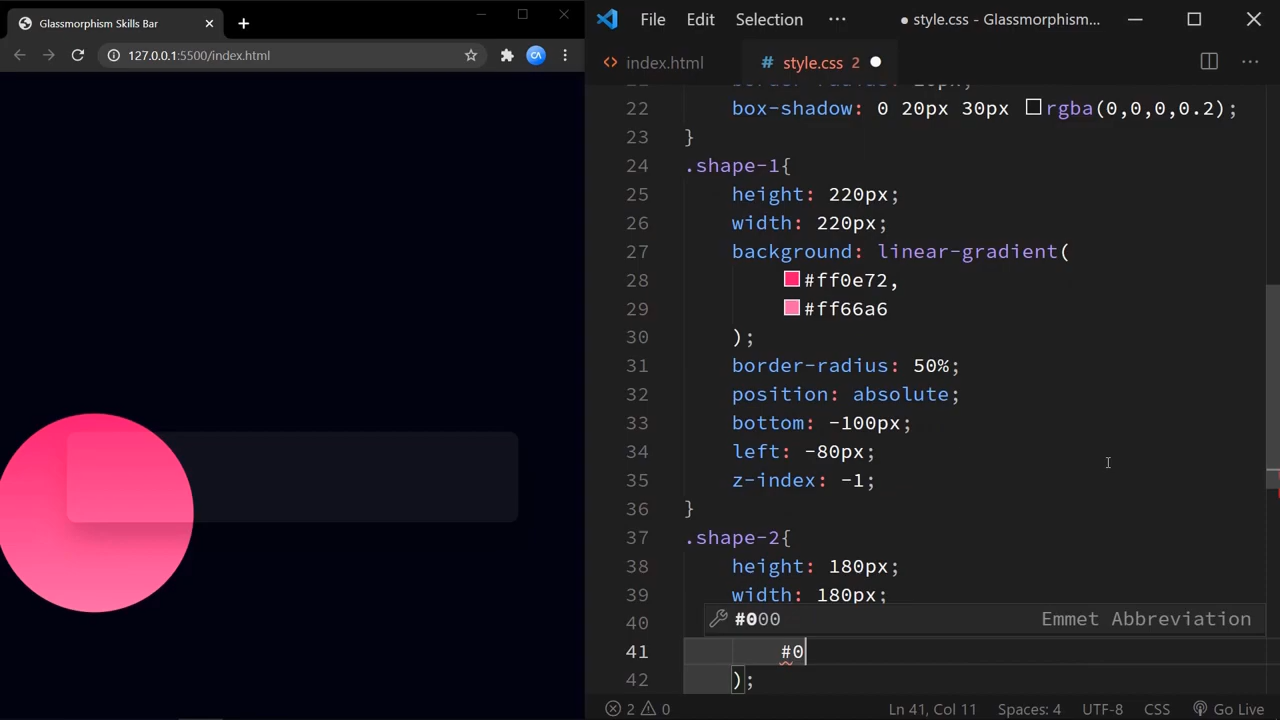 Glassmorphism Skills Bar
127.0.0.1:5500/index.html
CA
File Edit Selection ··· ● style.css - Glassmorphism...
<> index.html # style.css 2 ●
22 box-shadow: 0 20px 30px rgba(0,0,0,0.2);
23 }
24 .shape-1{
25 height: 220px;
26 width: 220px;
27 background: linear-gradient(
28 #ff0e72,
29 #ff66a6
30 );
31 border-radius: 50%;
32 position: absolute;
33 bottom: -100px;
34 left: -80px;
35 z-index: -1;
36 }
37 .shape-2{
38 height: 180px;
39 width: 180px;
40
#000 Emmet Abbreviation
41 #0
42 );
2 0 Ln 41, Col 11 Spaces: 4 UTF-8 CSS Go Live